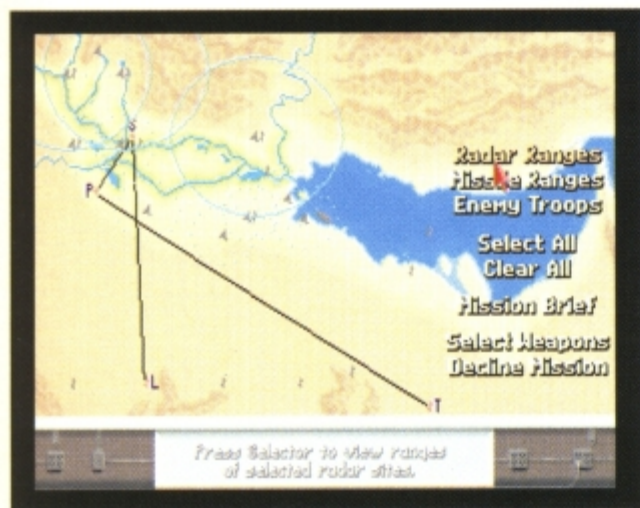 S
Radar Ranges
Missile Ranges
P
Enemy Troops
Select All
Clear All
Mission Brief
Select Weapons
Decline Mission
L
T
Press Selector to view ranges
of selected radar sites.